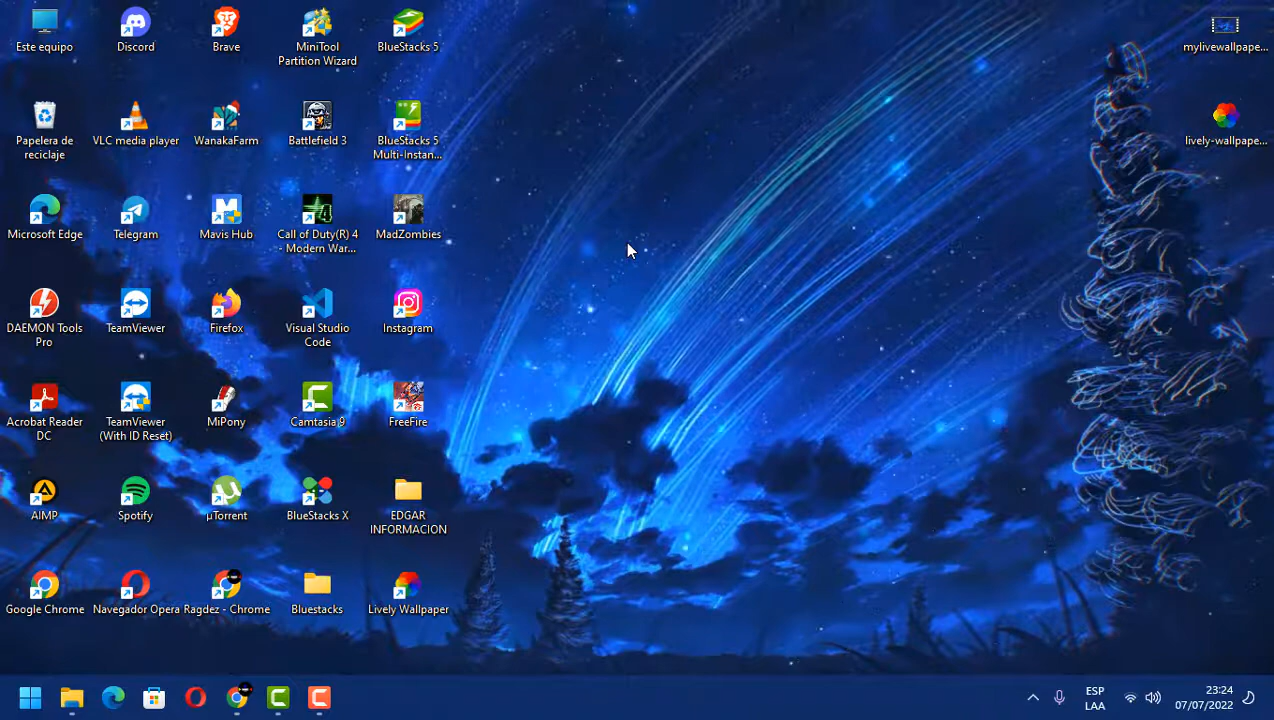 Este equipo
Discord
Brave
MiniTool
Partition Wizard
BlueStacks 5
mylivewallpape...
Papelera de
reciclaje
VLC media player
WanakaFarm
Battlefield 3
BlueStacks 5
Multi-Instan...
lively-wallpape...
Microsoft Edge
Telegram
Mavis Hub
Call of Duty(R) 4
- Modern War...
MadZombies
DAEMON Tools
Pro
TeamViewer
Firefox
Visual Studio
Code
Instagram
Acrobat Reader
DC
TeamViewer
(With ID Reset)
MiPony
Camtasia 9
FreeFire
AIMP
Spotify
µTorrent
BlueStacks X
EDGAR
INFORMACION
Google Chrome
Navegador Opera
Ragdez - Chrome
Bluestacks
Lively Wallpaper
ESP
LAA
23:24
07/07/2022